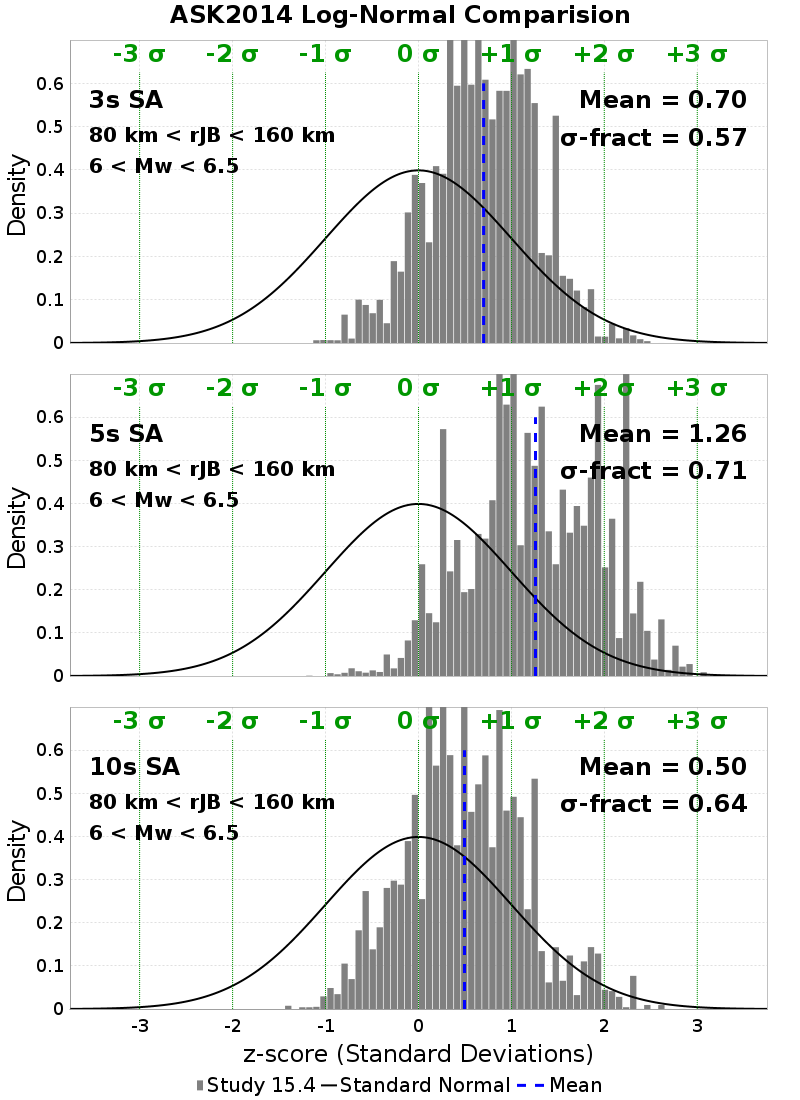 ASK2014 Log-Normal Comparision
-3 σ -2 σ -1 σ 0 σ +1 σ +2 σ +3 σ
3s SA
80 km < rJB < 160 km
6 < Mw < 6.5
Mean = 0.70
σ-fract = 0.57
Density
0.6
0.5
0.4
0.3
0.2
0.1
0
-3 σ -2 σ -1 σ 0 σ +1 σ +2 σ +3 σ
5s SA
80 km < rJB < 160 km
6 < Mw < 6.5
Mean = 1.26
σ-fract = 0.71
Density
0.6
0.5
0.4
0.3
0.2
0.1
0
-3 σ -2 σ -1 σ 0 σ +1 σ +2 σ +3 σ
10s SA
80 km < rJB < 160 km
6 < Mw < 6.5
Mean = 0.50
σ-fract = 0.64
Density
0.6
0.5
0.4
0.3
0.2
0.1
0
-3 -2 -1 0 1 2 3
z-score (Standard Deviations)
Study 15.4 Standard Normal Mean